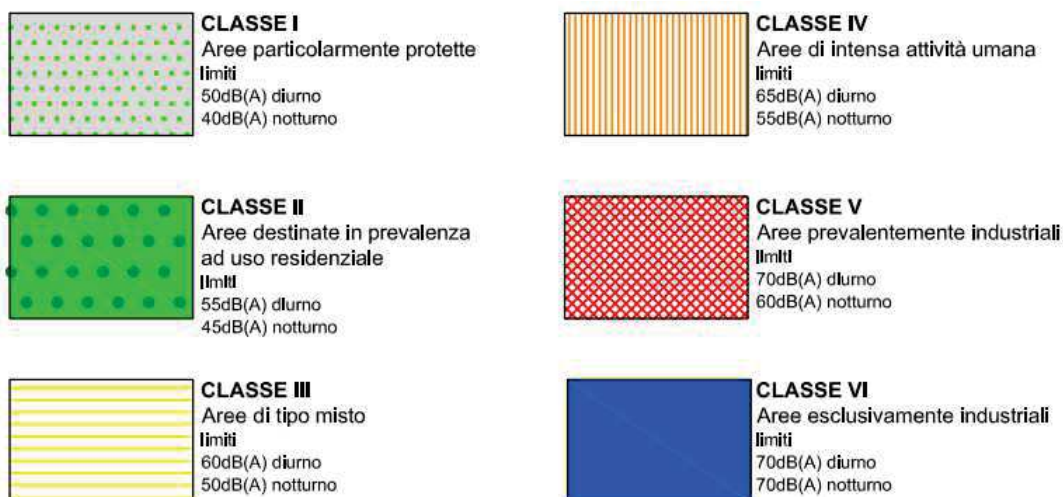 CLASSE I
Aree particolarmente protette
limiti
50dB(A) diurno
40dB(A) notturno
CLASSE II
Aree destinate in prevalenza
ad uso residenziale
limiti
55dB(A) diurno
45dB(A) notturno
CLASSE III
Aree di tipo misto
limiti
60dB(A) diurno
50dB(A) notturno
CLASSE IV
Aree di intensa attività umana
limiti
65dB(A) diurno
55dB(A) notturno
CLASSE V
Aree prevalentemente industriali
limiti
70dB(A) diurno
60dB(A) notturno
CLASSE VI
Aree esclusivamente industriali
limiti
70dB(A) diurno
70dB(A) notturno